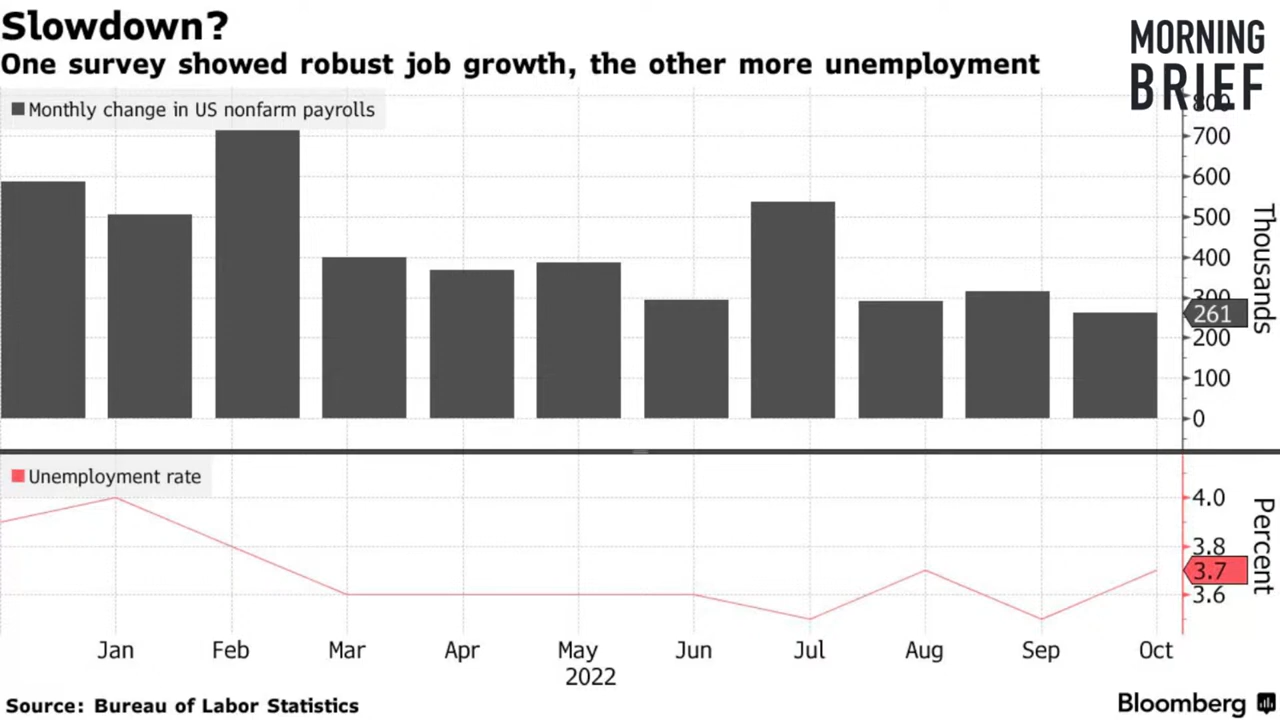 Slowdown?
One survey showed robust job growth, the other more unemployment
MORNING
BRIEF
Monthly change in US nonfarm payrolls
800
700
600
500
400
300
261
200
100
0
Thousands
Unemployment rate
4.0
3.8
3.7
3.6
Percent
Jan Feb Mar Apr May Jun Jul Aug Sep Oct
2022
Source: Bureau of Labor Statistics
Bloomberg